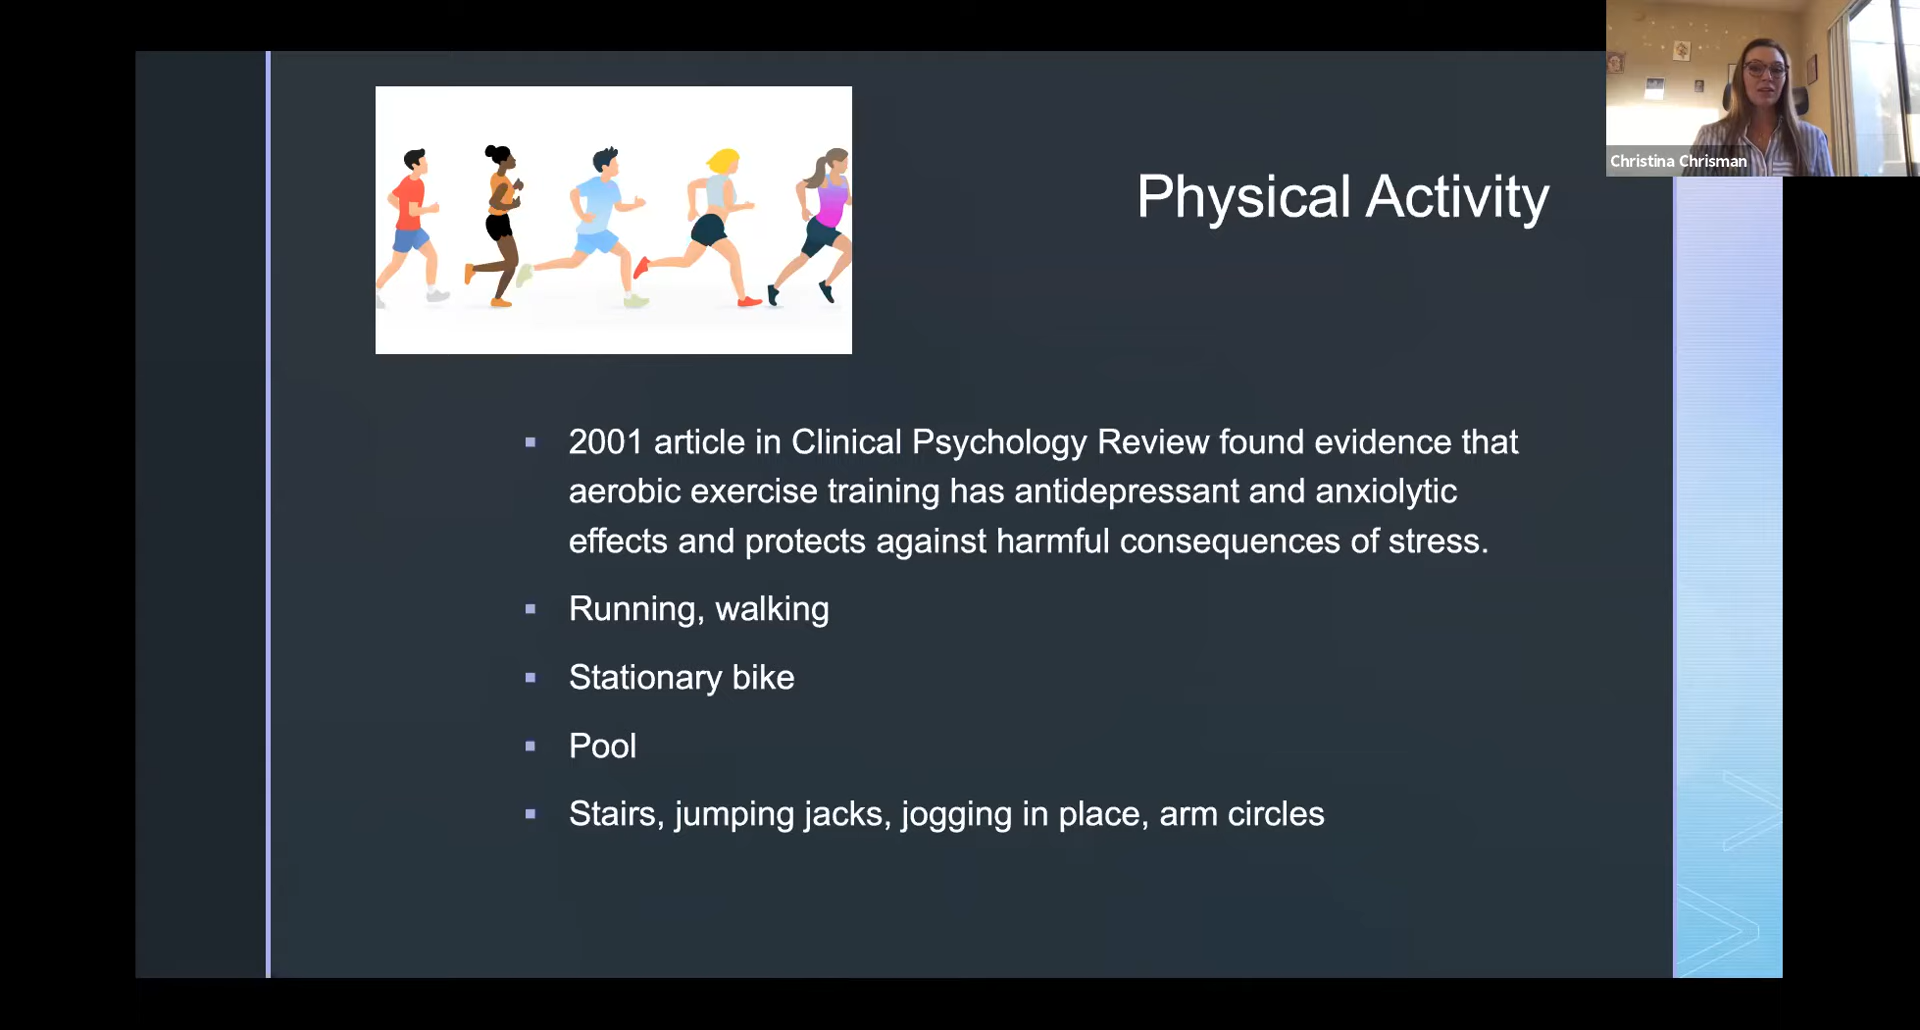 Christina Chrisman
Physical Activity
▪ 2001 article in Clinical Psychology Review found evidence that
aerobic exercise training has antidepressant and anxiolytic
effects and protects against harmful consequences of stress.
▪ Running, walking
▪ Stationary bike
▪ Pool
▪ Stairs, jumping jacks, jogging in place, arm circles